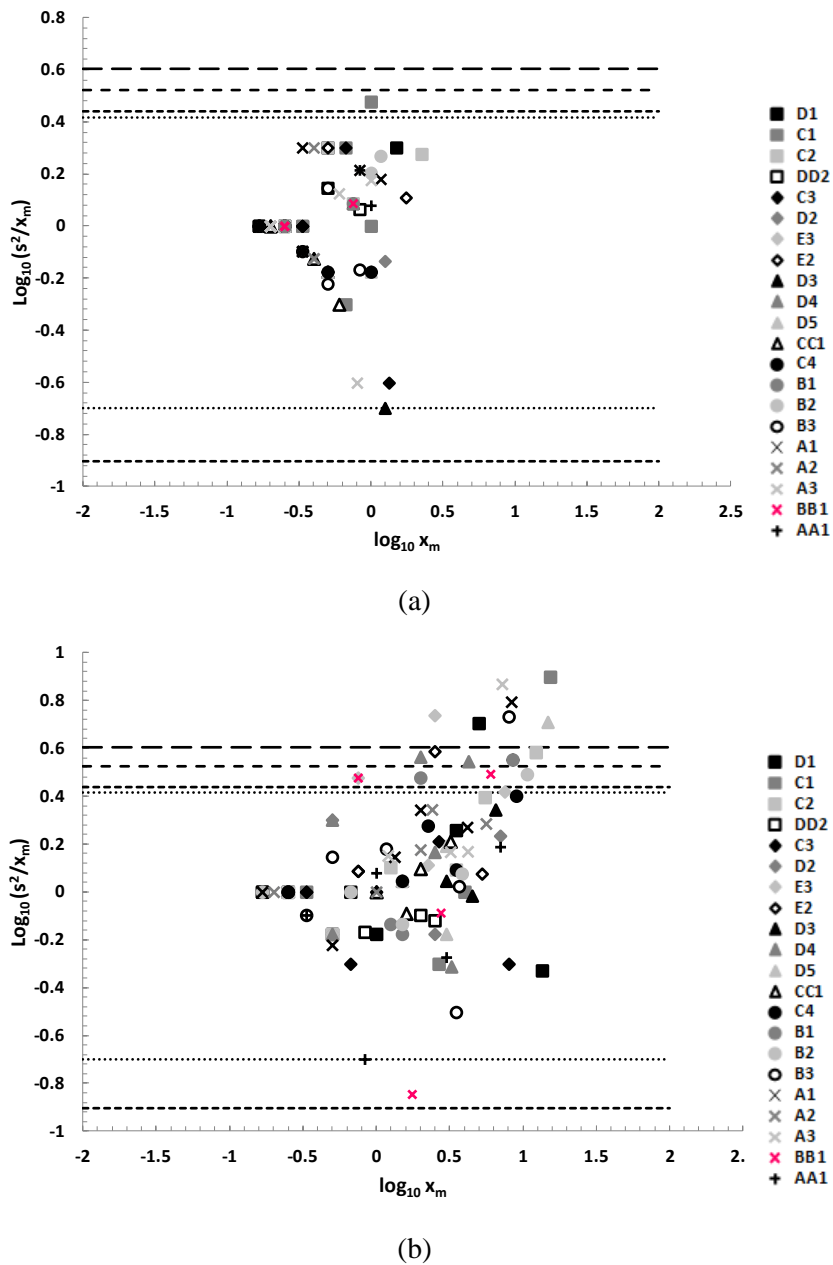 0.8
0.6
0.4
0.2
0
-0.2
-0.4
-0.6
-0.8
-1
Log₁₀ (s²/xₘ)
-2 -1.5 -1 -0.5 0 0.5 1 1.5 2 2.5
log₁₀ xₘ
D1
C1
C2
DD2
C3
D2
E3
E2
D3
D4
D5
CC1
C4
B1
B2
B3
A1
A2
A3
BB1
AA1
(a)
1
0.8
0.6
0.4
0.2
0
-0.2
-0.4
-0.6
-0.8
-1
Log₁₀ (s²/xₘ)
-2 -1.5 -1 -0.5 0 0.5 1 1.5 2 2.
log₁₀ xₘ
D1
C1
C2
DD2
C3
D2
E3
E2
D3
D4
D5
CC1
C4
B1
B2
B3
A1
A2
A3
BB1
AA1
(b)